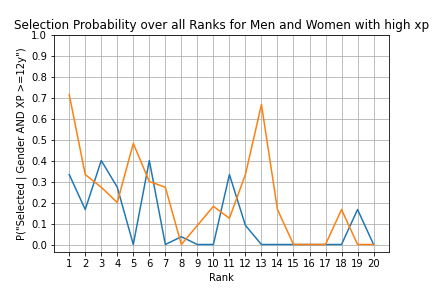 Selection Probability over all Ranks for Men and Women with high xp
1.0
0.9
0.8
0.7
0.6
0.5
0.4
0.3
0.2
0.1
0.0
P("Selected | Gender AND XP >=12y")
1 2 3 4 5 6 7 8 9 10 11 12 13 14 15 16 17 18 19 20
Rank